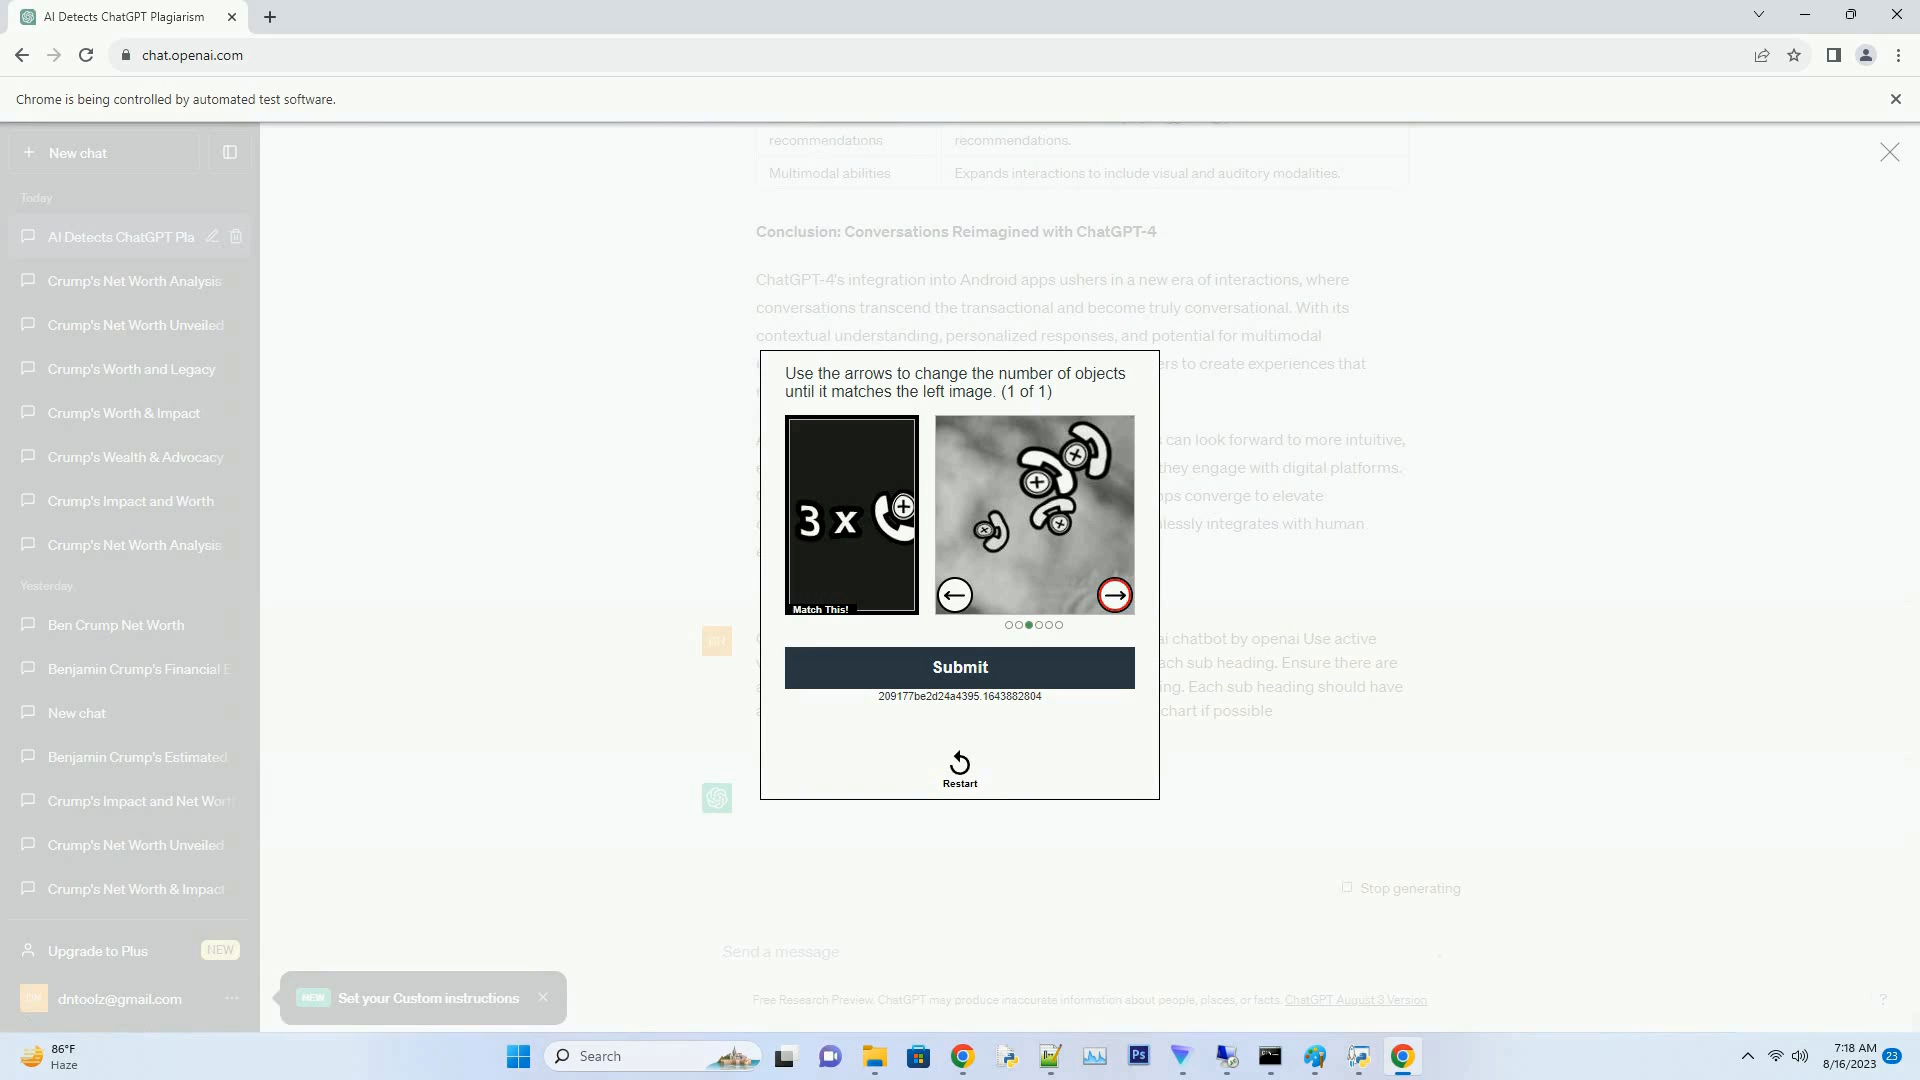 AI Detects ChatGPT Plagiarism
chat.openai.com
Chrome is being controlled by automated test software.
New chat
Today
AI Detects ChatGPT Pla
Crump's Net Worth Analysis
Crump's Net Worth Unveiled
Crump's Worth and Legacy
Crump's Worth & Impact
Crump's Wealth & Advocacy
Crump's Impact and Worth
Crump's Net Worth Analysis
Yesterday
Ben Crump Net Worth
Benjamin Crump's Financial E
New chat
Benjamin Crump's Estimated
Crump's Impact and Net Wort
Crump's Net Worth Unveiled
Crump's Net Worth & Impact
Upgrade to Plus NEW
DN dntoolz@gmail.com
NEW Set your Custom instructions
recommendations recommendations.
Multimodal abilities Expands interactions to include visual and auditory modalities.
Conclusion: Conversations Reimagined with ChatGPT-4
ChatGPT-4's integration into Android apps ushers in a new era of interactions, where
conversations transcend the transactional and become truly conversational. With its
contextual understanding, personalized responses, and potential for multimodal
ers to create experiences that
can look forward to more intuitive,
they engage with digital platforms.
ps converge to elevate
lessly integrates with human
DN
ai chatbot by openai Use active
ach sub heading. Ensure there are
ing. Each sub heading should have
chart if possible
Use the arrows to change the number of objects
until it matches the left image. (1 of 1)
3 x
Match This!
Submit
209177be2d24a4395.1643882804
Restart
Stop generating
Send a message
Free Research Preview. ChatGPT may produce inaccurate information about people, places, or facts. ChatGPT August 3 Version
?
86°F
Haze
Search
Ps
7:18 AM
8/16/2023
23